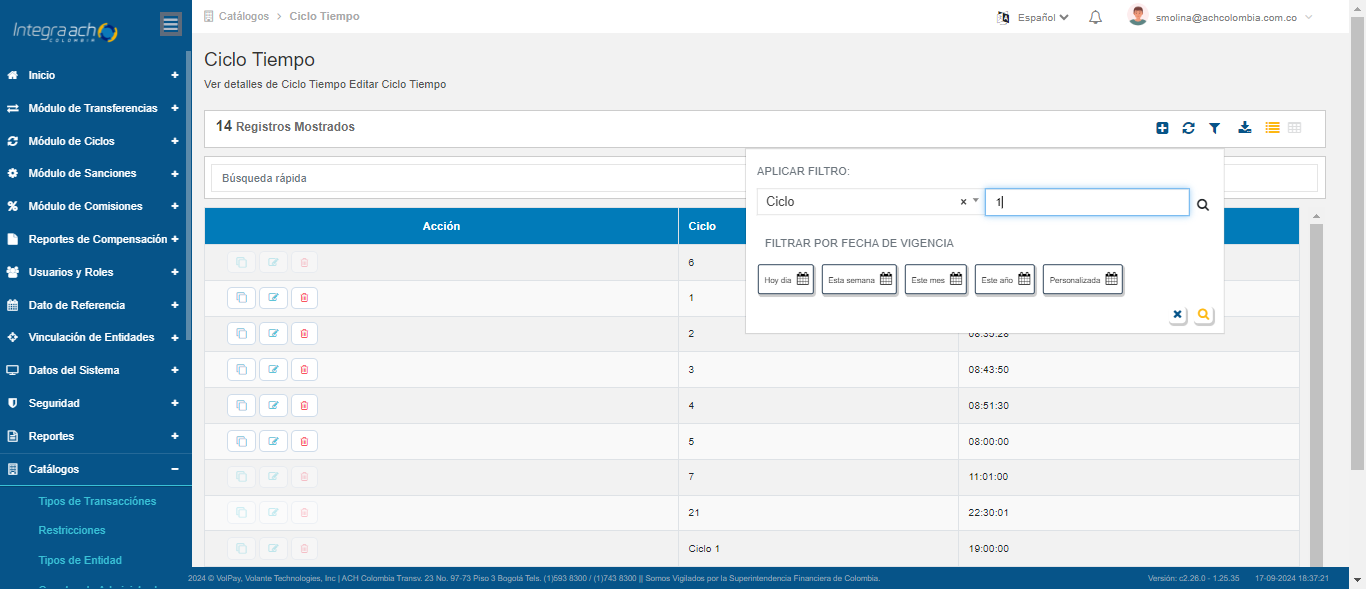 Integra ach
COLOMBIA
Inicio
Módulo de Transferencias
Módulo de Ciclos
Módulo de Sanciones
Módulo de Comisiones
Reportes de Compensación
Usuarios y Roles
Dato de Referencia
Vinculación de Entidades
Datos del Sistema
Seguridad
Reportes
Catálogos
Tipos de Transacciónes
Restricciones
Tipos de Entidad
Catálogos > Ciclo Tiempo
Español
smolina@achcolombia.com.co
Ciclo Tiempo
Ver detalles de Ciclo Tiempo Editar Ciclo Tiempo
14 Registros Mostrados
Búsqueda rápida
APLICAR FILTRO:
Ciclo × 1
FILTRAR POR FECHA DE VIGENCIA
Hoy día Esta semana Este mes Este año Personalizada
Acción Ciclo
6
1
2 08:35:28
3 08:43:50
4 08:51:30
5 08:00:00
7 11:01:00
21 22:30:01
Ciclo 1 19:00:00
2024 © VolPay, Volante Technologies, Inc | ACH Colombia Transv. 23 No. 97-73 Piso 3 Bogotá Tels. (1)593 8300 / (1)743 8300 || Somos Vigilados por la Superintendencia Financiera de Colombia. Versión: c2.26.0 - 1.25.35 17-09-2024 18:37:21